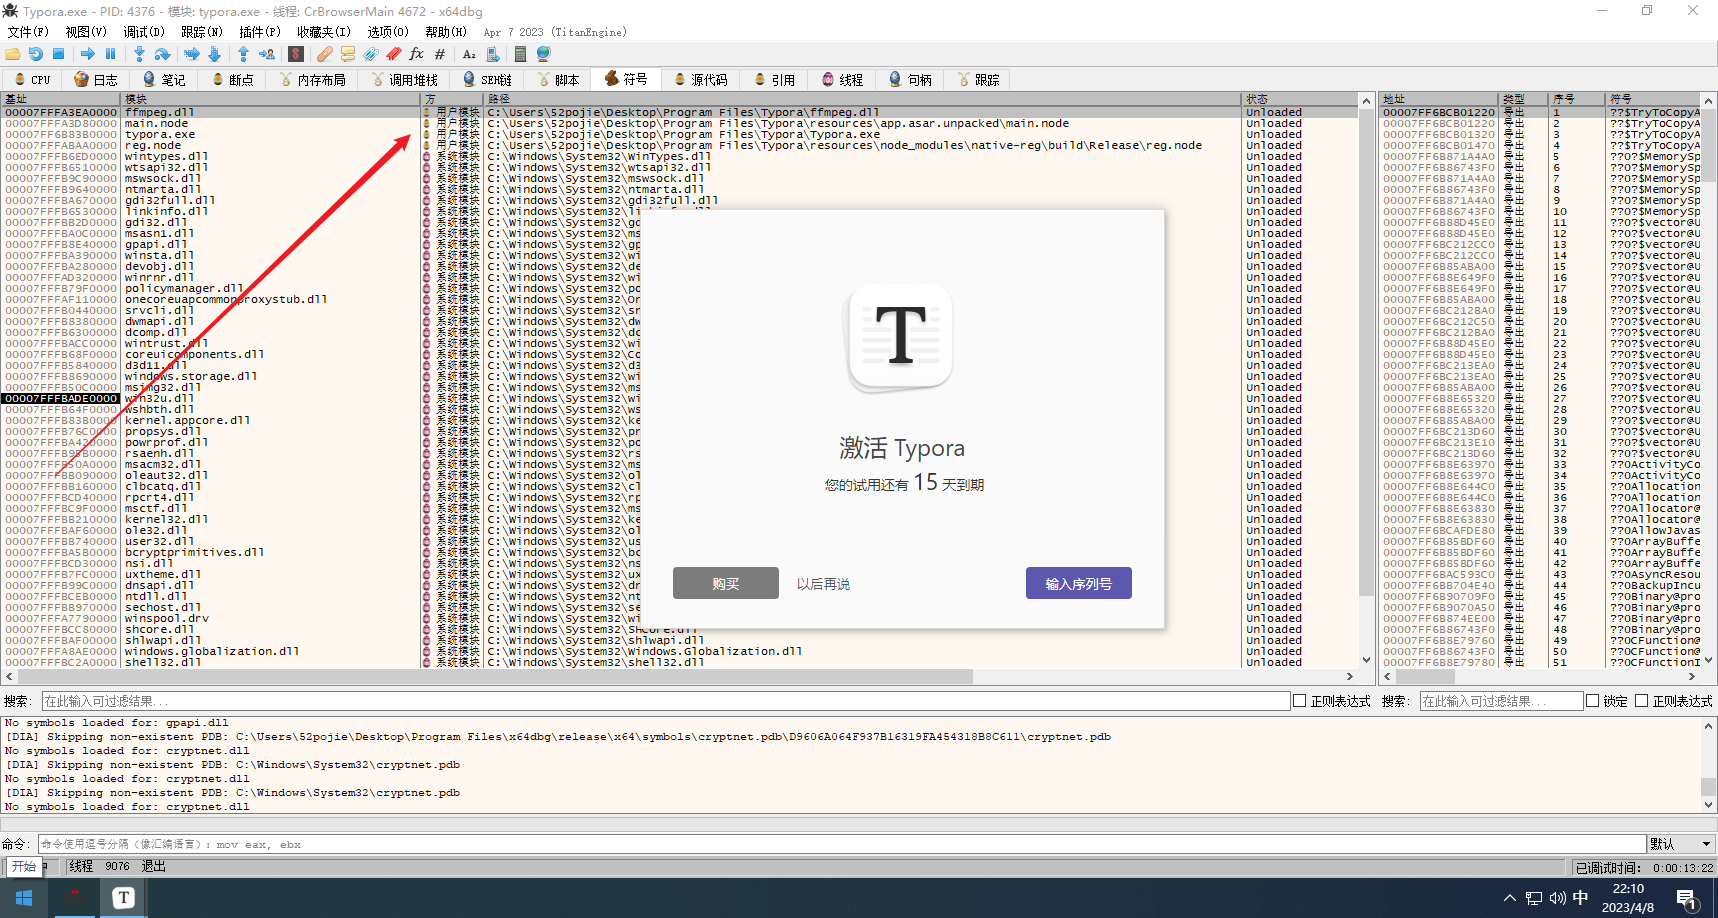 Typora.exe - PID: 4376 - 模块: typora.exe - 线程: CrBrowserMain 4672 - x64dbg
文件(F) 视图(V) 调试(D) 跟踪(N) 插件(P) 收藏夹(I) 选项(O) 帮助(H) Apr 7 2023 (TitanEngine)
CPU 日志 笔记 断点 内存布局 调用堆栈 SEH链 脚本 符号 源代码 引用 线程 句柄 跟踪
基址 模块 方 路径 状态
00007FFFA3EA0000 ffmpeg.dll 用户模块 C:\Users\52pojie\Desktop\Program Files\Typora\ffmpeg.dll Unloaded
00007FFFA3D80000 main.node 用户模块 C:\Users\52pojie\Desktop\Program Files\Typora\resources\app.asar.unpacked\main.node Unloaded
00007FF6B83B0000 typora.exe 用户模块 C:\Users\52pojie\Desktop\Program Files\Typora\Typora.exe Unloaded
00007FFFABAA0000 reg.node 用户模块 C:\Users\52pojie\Desktop\Program Files\Typora\resources\node_modules\native-reg\build\Release\reg.node Unloaded
00007FFFB6ED0000 wintypes.dll 系统模块 C:\Windows\System32\WinTypes.dll Unloaded
00007FFFB6510000 wtsapi32.dll 系统模块 C:\Windows\System32\wtsapi32.dll Unloaded
00007FFFB9C90000 mswsock.dll 系统模块 C:\Windows\System32\mswsock.dll Unloaded
00007FFFB9640000 ntmarta.dll 系统模块 C:\Windows\System32\ntmarta.dll Unloaded
00007FFFBA670000 gdi32full.dll 系统模块 C:\Windows\System32\gdi32full.dll Unloaded
00007FFFB6530000 linkinfo.dll 系统模块 C:\Windows\System32\linkinfo.dll Unloaded
00007FFFBB2D0000 gdi32.dll 系统模块 C:\Windows\System32\gd Unloaded
00007FFFBA0C0000 msasn1.dll 系统模块 C:\Windows\System32\ms Unloaded
00007FFFB8E40000 gpapi.dll 系统模块 C:\Windows\System32\gp Unloaded
00007FFFBA390000 winsta.dll 系统模块 C:\Windows\System32\wi Unloaded
00007FFFBA280000 devobj.dll 系统模块 C:\Windows\System32\de Unloaded
00007FFFAD320000 winrnr.dll 系统模块 C:\Windows\System32\wi Unloaded
00007FFFB79F0000 policymanager.dll 系统模块 C:\Windows\System32\po Unloaded
00007FFFAF110000 onecoreuapcommonproxystub.dll 系统模块 C:\Windows\System32\On Unloaded
00007FFFB0440000 srvcli.dll 系统模块 C:\Windows\System32\sr Unloaded
00007FFFB8380000 dwmapi.dll 系统模块 C:\Windows\System32\dw Unloaded
00007FFFB6300000 dcomp.dll 系统模块 C:\Windows\System32\dc Unloaded
00007FFFBACC0000 wintrust.dll 系统模块 C:\Windows\System32\wi Unloaded
00007FFFB68F0000 coreuicomponents.dll 系统模块 C:\Windows\System32\Co Unloaded
00007FFFB5840000 d3d11.dll 系统模块 C:\Windows\System32\d3 Unloaded
00007FFFB8690000 windows.storage.dll 系统模块 C:\Windows\System32\wi Unloaded
00007FFFB50C0000 msimg32.dll 系统模块 C:\Windows\System32\ms Unloaded
00007FFFBADE0000 win32u.dll 系统模块 C:\Windows\System32\wi Unloaded
00007FFFB64F0000 wshbth.dll 系统模块 C:\Windows\System32\ws Unloaded
00007FFFB83B0000 kernel.appcore.dll 系统模块 C:\Windows\System32\ke Unloaded
00007FFFB76C0000 propsys.dll 系统模块 C:\Windows\System32\pr Unloaded
00007FFFBA420000 powrprof.dll 系统模块 C:\Windows\System32\po Unloaded
rsaenh.dll 系统模块 C:\Windows\System32\rs Unloaded
00007FFFB50A0000 msacm32.dll 系统模块 C:\Windows\System32\ms Unloaded
00007FFFBB090000 oleaut32.dll 系统模块 C:\Windows\System32\ol Unloaded
00007FFFBB160000 clbcatq.dll 系统模块 C:\Windows\System32\cl Unloaded
00007FFFBCD40000 rpcrt4.dll 系统模块 C:\Windows\System32\rp Unloaded
00007FFFBC9F0000 msctf.dll 系统模块 C:\Windows\System32\ms Unloaded
00007FFFBB210000 kernel32.dll 系统模块 C:\Windows\System32\ke Unloaded
00007FFFBAF60000 ole32.dll 系统模块 C:\Windows\System32\ol Unloaded
00007FFFBB740000 user32.dll 系统模块 C:\Windows\System32\us Unloaded
00007FFFBA5B0000 bcryptprimitives.dll 系统模块 C:\Windows\System32\bc Unloaded
00007FFFBCD30000 nsi.dll 系统模块 C:\Windows\System32\ns Unloaded
00007FFFB7FC0000 uxtheme.dll 系统模块 C:\Windows\System32\ux Unloaded
00007FFFB99C0000 dnsapi.dll 系统模块 C:\Windows\System32\dn Unloaded
00007FFFBCEB0000 ntdll.dll 系统模块 C:\Windows\System32\nt Unloaded
00007FFFBB970000 sechost.dll 系统模块 C:\Windows\System32\se Unloaded
00007FFFA7790000 winspool.drv 系统模块 C:\Windows\System32\wi Unloaded
00007FFFBCC80000 shcore.dll 系统模块 C:\Windows\System32\SHCore.dll Unloaded
00007FFFBAF00000 shlwapi.dll 系统模块 C:\Windows\System32\shlwapi.dll Unloaded
00007FFFA8AE0000 windows.globalization.dll 系统模块 C:\Windows\System32\Windows.Globalization.dll Unloaded
00007FFFBC2A0000 shell32.dll 系统模块 C:\Windows\System32\shell32.dll Unloaded
T
激活 Typora
您的试用还有 15 天到期
购买 以后再说 输入序列号
地址 类型 序号 符号
00007FF6BCB01220 导出 1 ??$TryToCopyA
00007FF6BCB01220 导出 2 ??$TryToCopyA
00007FF6BCB01320 导出 3 ??$TryToCopyA
00007FF6BCB01470 导出 4 ??$TryToCopyA
00007FF6B871A4A0 导出 5 ??0?$MemorySp
00007FF6B86743F0 导出 6 ??0?$MemorySp
00007FF6B871A4A0 导出 7 ??0?$MemorySp
00007FF6B86743F0 导出 8 ??0?$MemorySp
00007FF6B871A4A0 导出 9 ??0?$MemorySp
00007FF6B86743F0 导出 10 ??0?$MemorySp
00007FF6B88D45E0 导出 11 ??0?$vector@U
00007FF6B88D45E0 导出 12 ??0?$vector@U
00007FF6BC212CC0 导出 13 ??0?$vector@U
00007FF6BC212CC0 导出 14 ??0?$vector@U
00007FF6B85ABA00 导出 15 ??0?$vector@U
00007FF6B8E649F0 导出 16 ??0?$vector@U
00007FF6B8E649F0 导出 17 ??0?$vector@U
00007FF6B85ABA00 导出 18 ??0?$vector@U
00007FF6BC212BA0 导出 19 ??0?$vector@U
00007FF6BC212C50 导出 20 ??0?$vector@U
00007FF6BC212BA0 导出 21 ??0?$vector@U
00007FF6B88D45E0 导出 22 ??0?$vector@U
00007FF6B88D45E0 导出 23 ??0?$vector@U
00007FF6BC213EA0 导出 24 ??0?$vector@U
00007FF6BC213EA0 导出 25 ??0?$vector@U
00007FF6B85ABA00 导出 26 ??0?$vector@U
00007FF6B8E65320 导出 27 ??0?$vector@U
00007FF6B8E65320 导出 28 ??0?$vector@U
00007FF6B85ABA00 导出 29 ??0?$vector@U
00007FF6BC213D60 导出 30 ??0?$vector@U
00007FF6BC213E10 导出 31 ??0?$vector@U
00007FF6BC213D60 导出 32 ??0?$vector@U
00007FF6B8E63970 导出 33 ??0ActivityCo
00007FF6B8E63970 导出 34 ??0ActivityCo
00007FF6B8E644C0 导出 35 ??0Allocation
00007FF6B8E644C0 导出 36 ??0Allocation
00007FF6B8E63830 导出 37 ??0Allocator@
00007FF6B8E63830 导出 38 ??0Allocator@
00007FF6BCAFDE80 导出 39 ??0AllowJavas
00007FF6B85BDF60 导出 40 ??0ArrayBuffe
00007FF6B85BDF60 导出 41 ??0ArrayBuffe
00007FF6B85BDF60 导出 42 ??0ArrayBuffe
00007FF6BAC593C0 导出 43 ??0AsyncResou
00007FF6B8704E40 导出 44 ??0BackupIncu
00007FF6B90709F0 导出 45 ??0Binary@pro
00007FF6B9070A50 导出 46 ??0Binary@pro
00007FF6B874EE00 导出 47 ??0Binary@pro
00007FF6B86743F0 导出 48 ??0Binary@pro
00007FF6B8E79760 导出 49 ??0CFunction@
00007FF6B86743F0 导出 50 ??0CFunction@
00007FF6B8E79780 导出 51 ??0CFunctionI
搜索: 在此输入可过滤结果... 正则表达式 搜索: 在此输入可过滤结果... 锁定 正则表达式
No symbols loaded for: gpapi.dll
[DIA] Skipping non-existent PDB: C:\Users\52pojie\Desktop\Program Files\x64dbg\release\x64\symbols\cryptnet.pdb\D9606A064F937B16319FA454318B8C611\cryptnet.pdb
No symbols loaded for: cryptnet.dll
[DIA] Skipping non-existent PDB: C:\Windows\System32\cryptnet.pdb
No symbols loaded for: cryptnet.dll
[DIA] Skipping non-existent PDB: C:\Windows\System32\cryptnet.pdb
No symbols loaded for: cryptnet.dll
命令: 命令使用逗号分隔（像汇编语言）: mov eax, ebx 默认
开始 中 线程 9076 退出 已调试时间: 0:00:13:22
T 中 22:10 1
2023/4/8